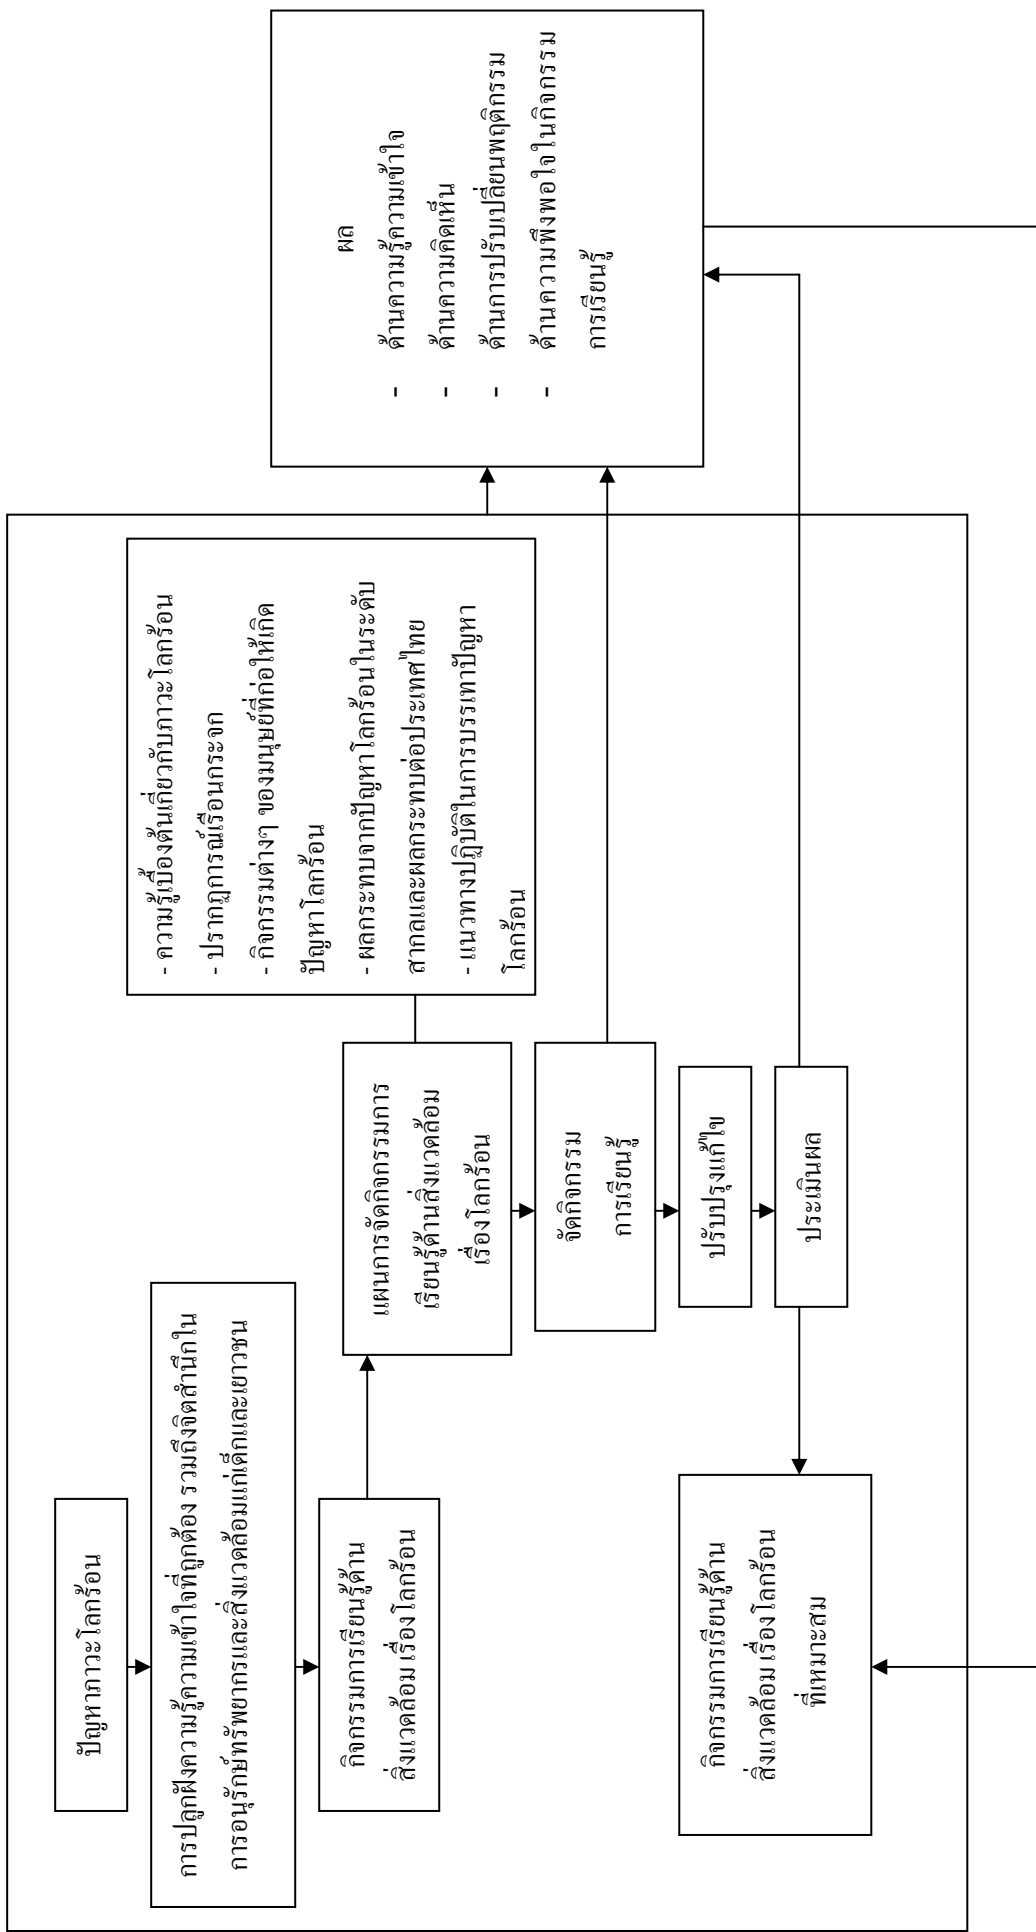 ปัญหาภาวะโลกร้อน
การปลูกฝังความรู้ความเข้าใจที่ถูกต้อง รวมถึงจิตสำนึกใน
การอนุรักษ์ทรัพยากรและสิ่งแวดล้อมแก่เด็กและเยาวชน
กิจกรรมการเรียนรู้ด้าน
สิ่งแวดล้อม เรื่องโลกร้อน
แผนการจัดกิจกรรมการ
เรียนรู้ด้านสิ่งแวดล้อม
เรื่องโลกร้อน
- ความรู้เบื้องต้นเกี่ยวกับภาวะโลกร้อน
- ปรากฏการณ์เรือนกระจก
- กิจกรรมต่างๆ ของมนุษย์ที่ก่อให้เกิด
ปัญหาโลกร้อน
- ผลกระทบจากปัญหาโลกร้อนในระดับ
สากลและผลกระทบต่อประเทศไทย
- แนวทางปฏิบัติในการบรรเทาปัญหา
โลกร้อน
จัดกิจกรรม
การเรียนรู้
ปรับปรุงแก้ไข
ประเมินผล
กิจกรรมการเรียนรู้ด้าน
สิ่งแวดล้อม เรื่องโลกร้อน
ที่เหมาะสม
ผล
- ด้านความรู้ความเข้าใจ
- ด้านความคิดเห็น
- ด้านการปรับเปลี่ยนพฤติกรรม
- ด้านความพึงพอใจในกิจกรรม
การเรียนรู้